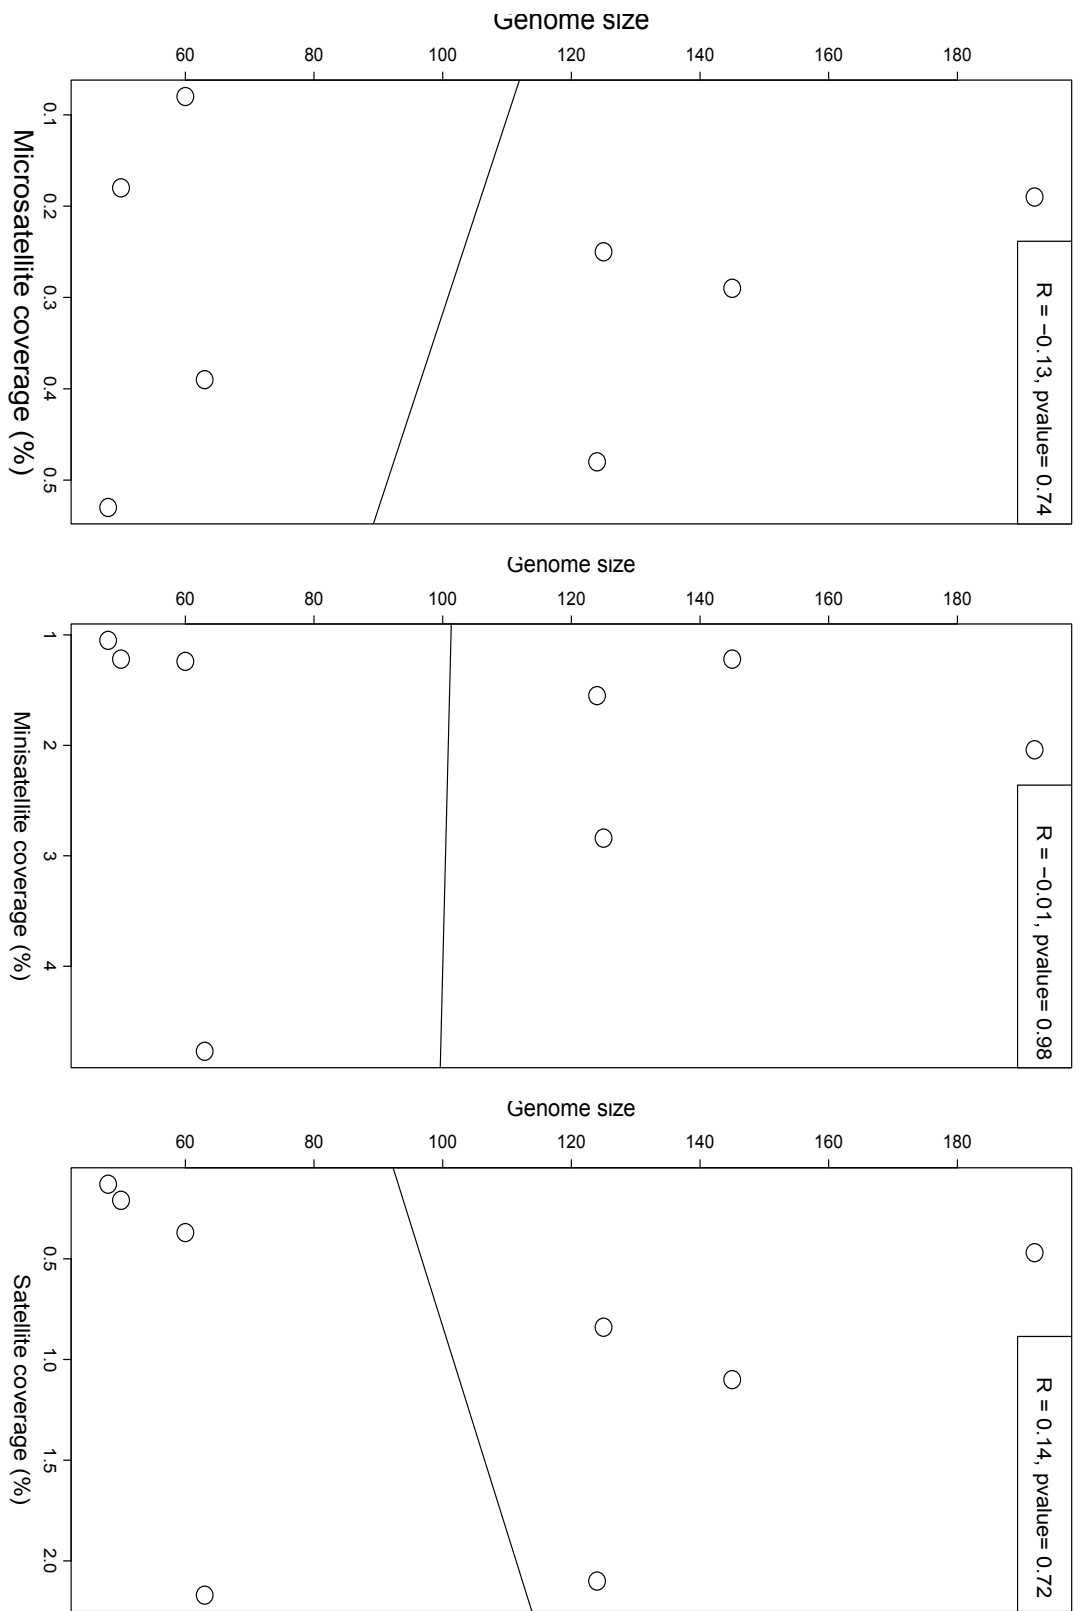 Genome size
60 80 100 120 140 160 180
0.1 0.2 0.3 0.4 0.5
Microsatellite coverage (%)
R = −0.13, pvalue= 0.74
Genome size
60 80 100 120 140 160 180
1 2 3 4
Minisatellite coverage (%)
R = −0.01, pvalue= 0.98
Genome size
60 80 100 120 140 160 180
0.5 1.0 1.5 2.0
Satellite coverage (%)
R = 0.14, pvalue= 0.72